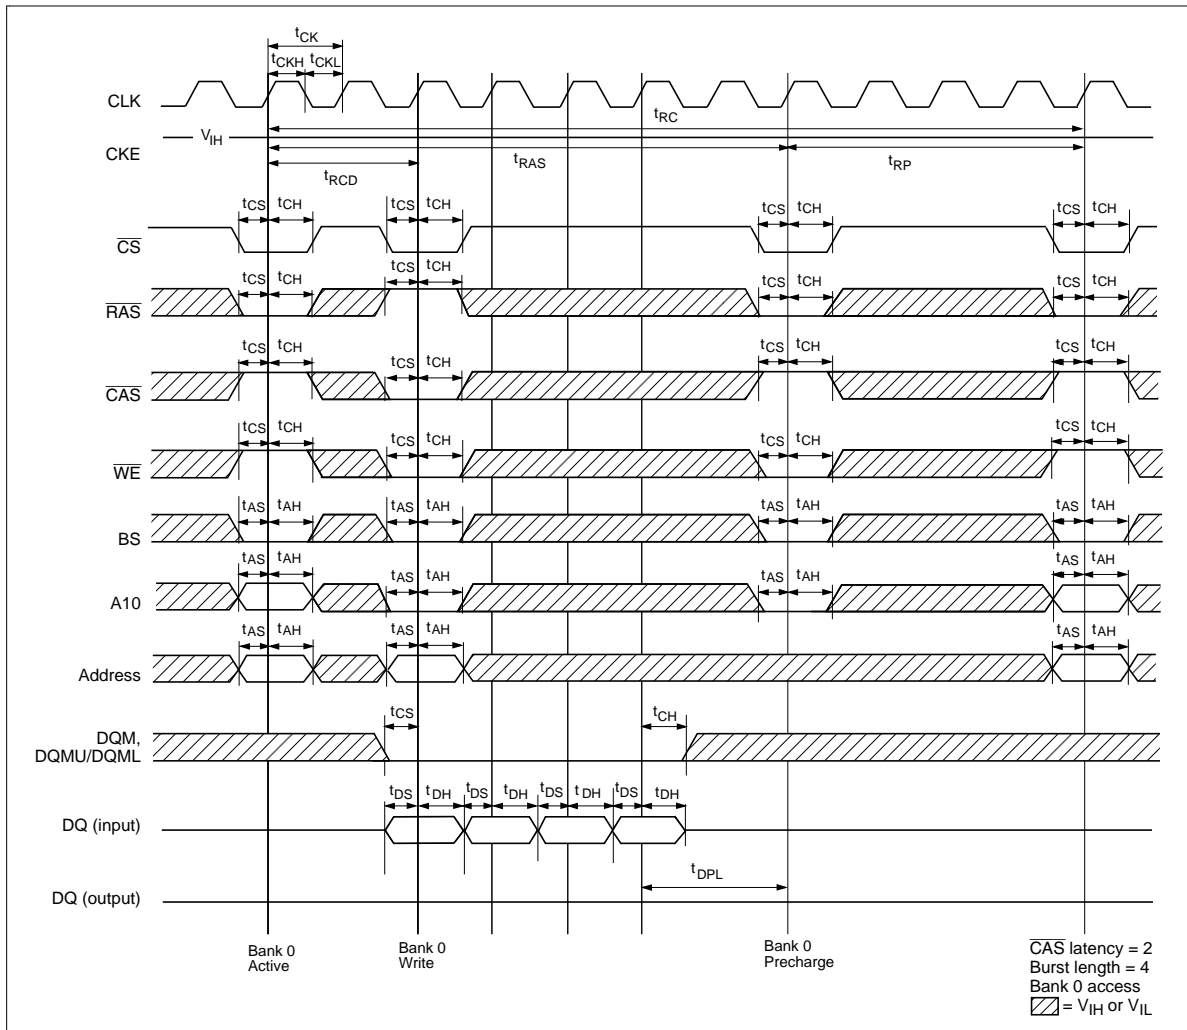 tCK
tCKH tCKL
CLK
tRC
VIH
CKE
tRAS tRP
tRCD
tCS tCH tCS tCH tCS tCH tCS tCH
CS
tCS tCH tCS tCH tCS tCH tCS tCH
RAS
tCS tCH tCS tCH tCS tCH tCS tCH
CAS
tCS tCH tCS tCH tCS tCH tCS tCH
WE
tAS tAH tAS tAH tAS tAH tAS tAH
BS
tAS tAH tAS tAH tAS tAH tAS tAH
A10
tAS tAH tAS tAH tAS tAH
Address
tCS tCH
DQM,
DQMU/DQML
tDS tDH tDS tDH tDS tDH tDS tDH
DQ (input)
tDPL
DQ (output)
Bank 0
Active
Bank 0
Write
Bank 0
Precharge
CAS latency = 2
Burst length = 4
Bank 0 access
= VIH or VIL